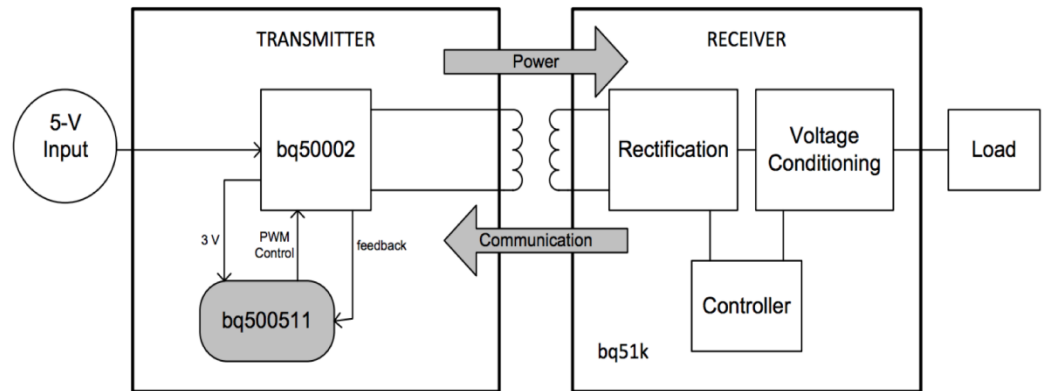 TRANSMITTER
RECEIVER
Power
5-V
Input
bq50002
Rectification
Voltage
Conditioning
Load
3 V
PWM
Control
feedback
Communication
bq500511
Controller
bq51k